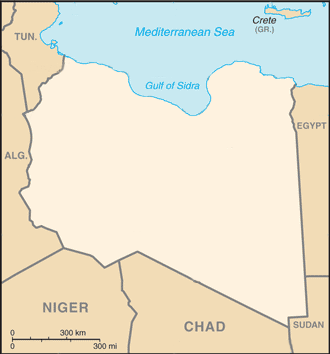 Mediterranean Sea
Crete
(GR.)
TUN.
Gulf of Sidra
EGYPT
ALG.
NIGER
CHAD
SUDAN
0 300 km
0 300 mi